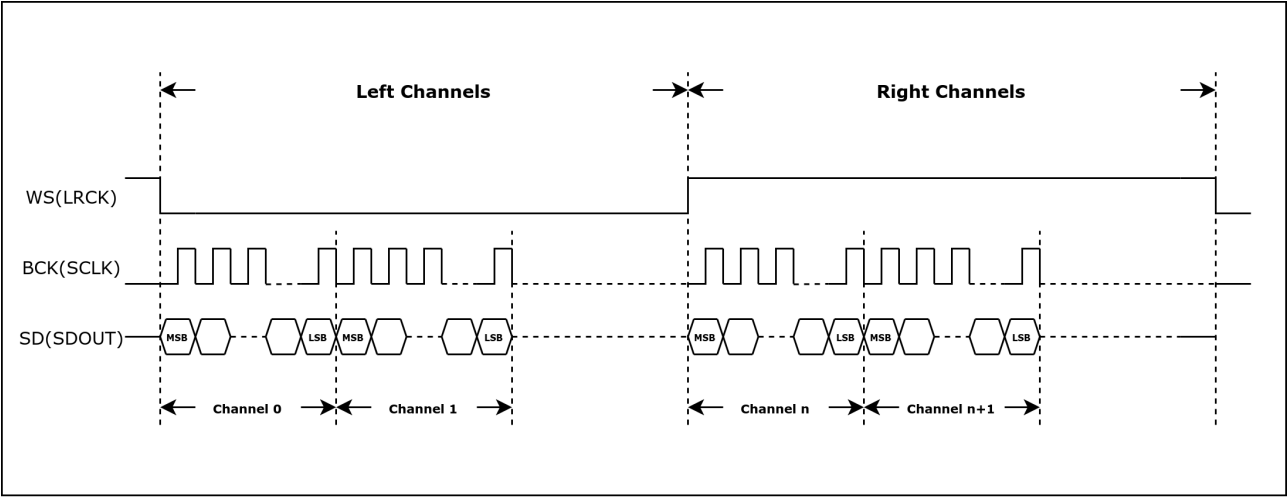 Left Channels
Right Channels
WS(LRCK)
BCK(SCLK)
SD(SDOUT)
MSB
LSB
MSB
LSB
MSB
LSB
MSB
LSB
Channel 0
Channel 1
Channel n
Channel n+1